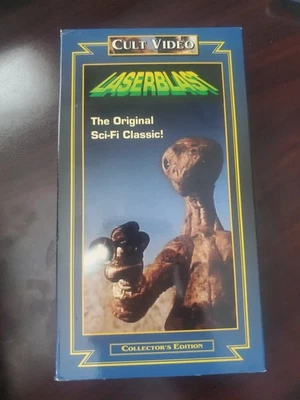 CULT VIDEO
LASERBLAST
The Original
Sci-Fi Classic!
COLLECTOR'S EDITION